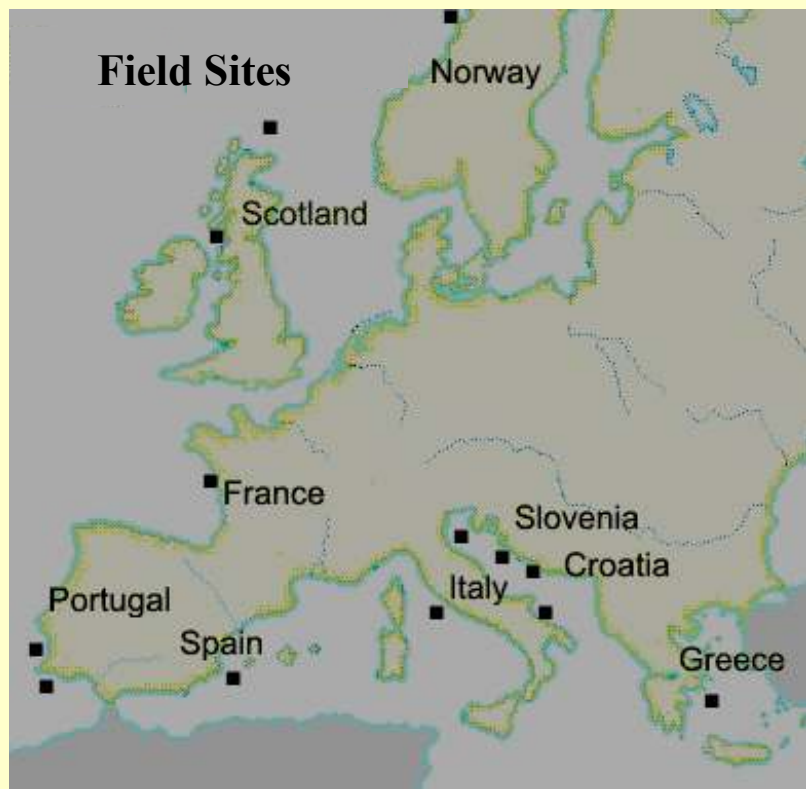 Field Sites
Norway
Scotland
France
Slovenia
Croatia
Italy
Portugal
Spain
Greece